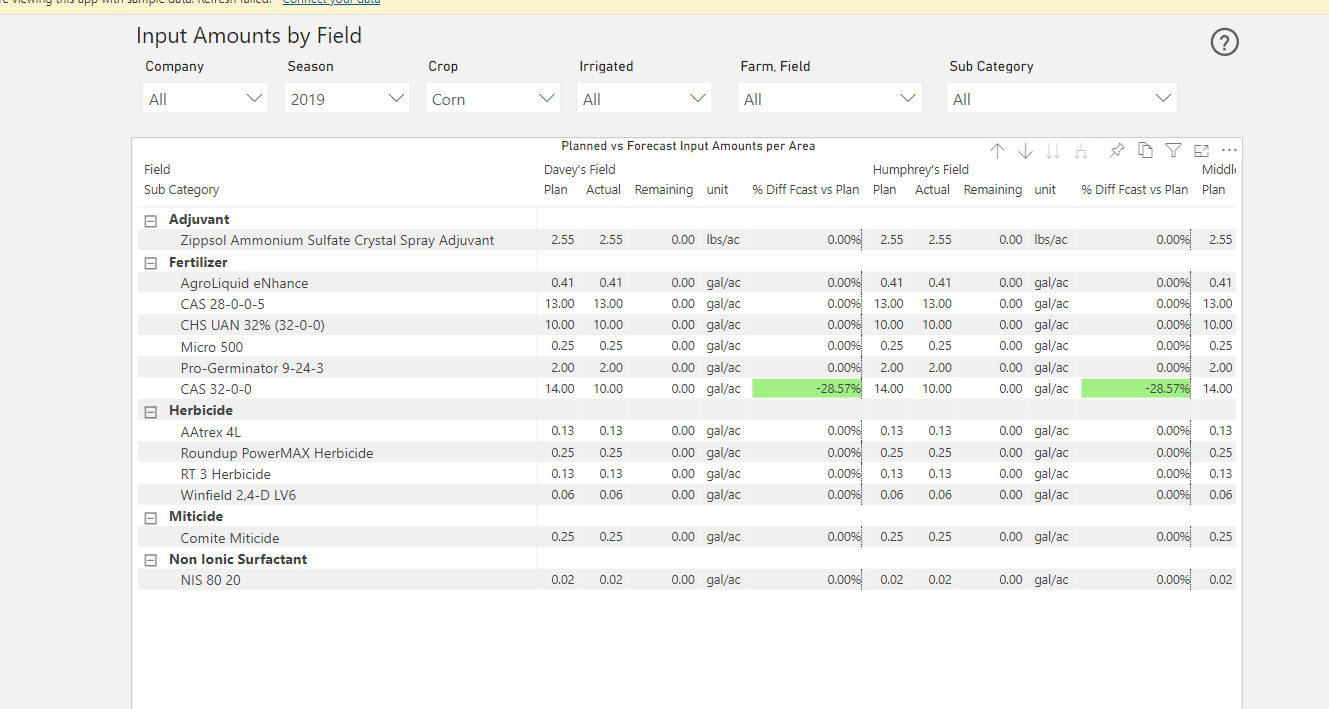 re viewing this app with sample data. Refresh failed. Connect your data
Input Amounts by Field
?
Company Season Crop Irrigated Farm, Field Sub Category
All 2019 Corn All All All
Planned vs Forecast Input Amounts per Area
Field Davey's Field Humphrey's Field Middle
Sub Category Plan Actual Remaining unit % Diff Fcast vs Plan Plan Actual Remaining unit % Diff Fcast vs Plan Plan
Adjuvant
Zippsol Ammonium Sulfate Crystal Spray Adjuvant 2.55 2.55 0.00 lbs/ac 0.00% 2.55 2.55 0.00 lbs/ac 0.00% 2.55
Fertilizer
AgroLiquid eNhance 0.41 0.41 0.00 gal/ac 0.00% 0.41 0.41 0.00 gal/ac 0.00% 0.41
CAS 28-0-0-5 13.00 13.00 0.00 gal/ac 0.00% 13.00 13.00 0.00 gal/ac 0.00% 13.00
CHS UAN 32% (32-0-0) 10.00 10.00 0.00 gal/ac 0.00% 10.00 10.00 0.00 gal/ac 0.00% 10.00
Micro 500 0.25 0.25 0.00 gal/ac 0.00% 0.25 0.25 0.00 gal/ac 0.00% 0.25
Pro-Germinator 9-24-3 2.00 2.00 0.00 gal/ac 0.00% 2.00 2.00 0.00 gal/ac 0.00% 2.00
CAS 32-0-0 14.00 10.00 0.00 gal/ac -28.57% 14.00 10.00 0.00 gal/ac -28.57% 14.00
Herbicide
AAtrex 4L 0.13 0.13 0.00 gal/ac 0.00% 0.13 0.13 0.00 gal/ac 0.00% 0.13
Roundup PowerMAX Herbicide 0.25 0.25 0.00 gal/ac 0.00% 0.25 0.25 0.00 gal/ac 0.00% 0.25
RT 3 Herbicide 0.13 0.13 0.00 gal/ac 0.00% 0.13 0.13 0.00 gal/ac 0.00% 0.13
Winfield 2,4-D LV6 0.06 0.06 0.00 gal/ac 0.00% 0.06 0.06 0.00 gal/ac 0.00% 0.06
Miticide
Comite Miticide 0.25 0.25 0.00 gal/ac 0.00% 0.25 0.25 0.00 gal/ac 0.00% 0.25
Non Ionic Surfactant
NIS 80 20 0.02 0.02 0.00 gal/ac 0.00% 0.02 0.02 0.00 gal/ac 0.00% 0.02